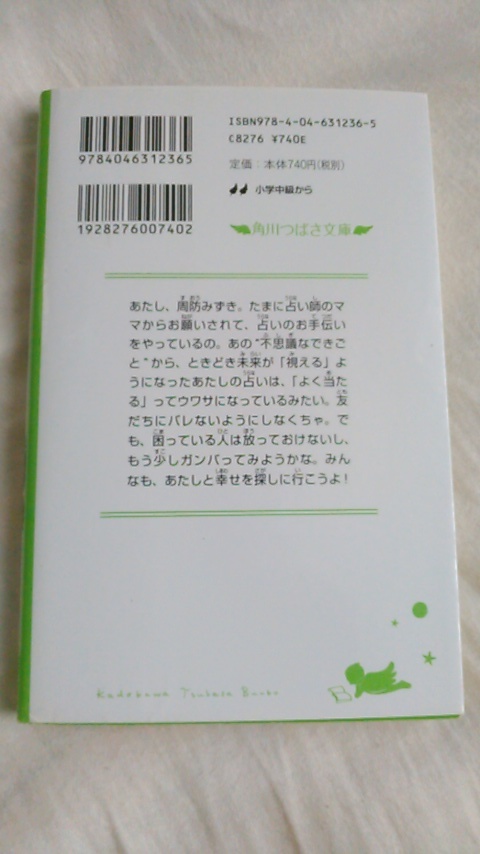 ISBN978-4-04-631236-5
C8276 ¥740E
9784046312365
定価:本体740円(税別)
小学中級から
1928276007402
角川つばさ文庫
あたし、周防みずき。たまに占い師のマ
マからお願いされて、占いのお手伝い
をやっているの。あの"不思議なできご
と"から、ときどき未来が「視える」よ
うになったあたしの占いは、「よく当た
る」ってウワサになっているみたい。友
だちにバレないようにしなくちゃ。で
も、困っている人は放っておけないし、
もう少しガンバってみようかな。みん
なも、あたしと幸せを探しに行こうよ!
Kadokawa Tsubasa Bunko